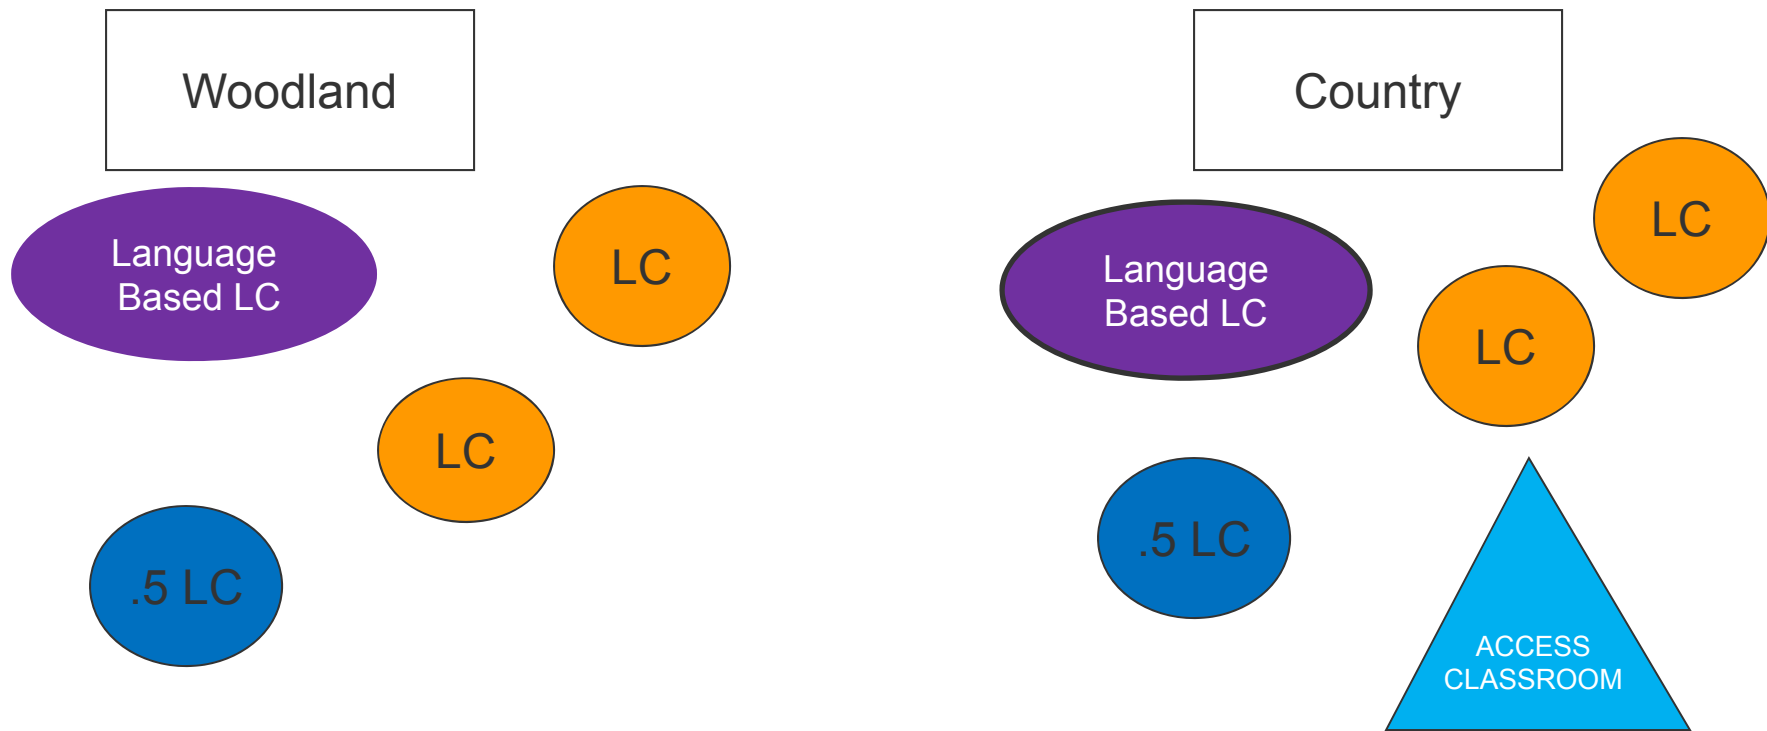 Woodland
Language
Based LC
LC
LC
.5 LC
Country
LC
Language
Based LC
LC
.5 LC
ACCESS
CLASSROOM